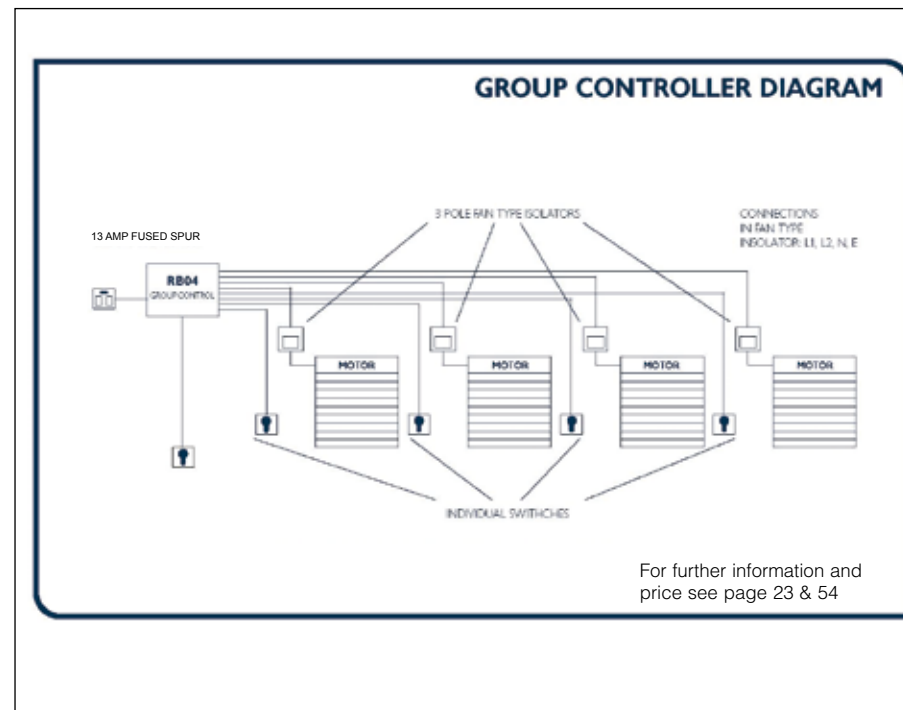 GROUP CONTROLLER DIAGRAM
3 POLE FAN TYPE ISOLATORS
CONNECTIONS
IN FAN TYPE
INSOLATOR: L1, L2, N, E
13 AMP FUSED SPUR
RB04
GROUP CONTROL
MOTOR
MOTOR
MOTOR
MOTOR
INDIVIDUAL SWITHCHES
For further information and
price see page 23 & 54